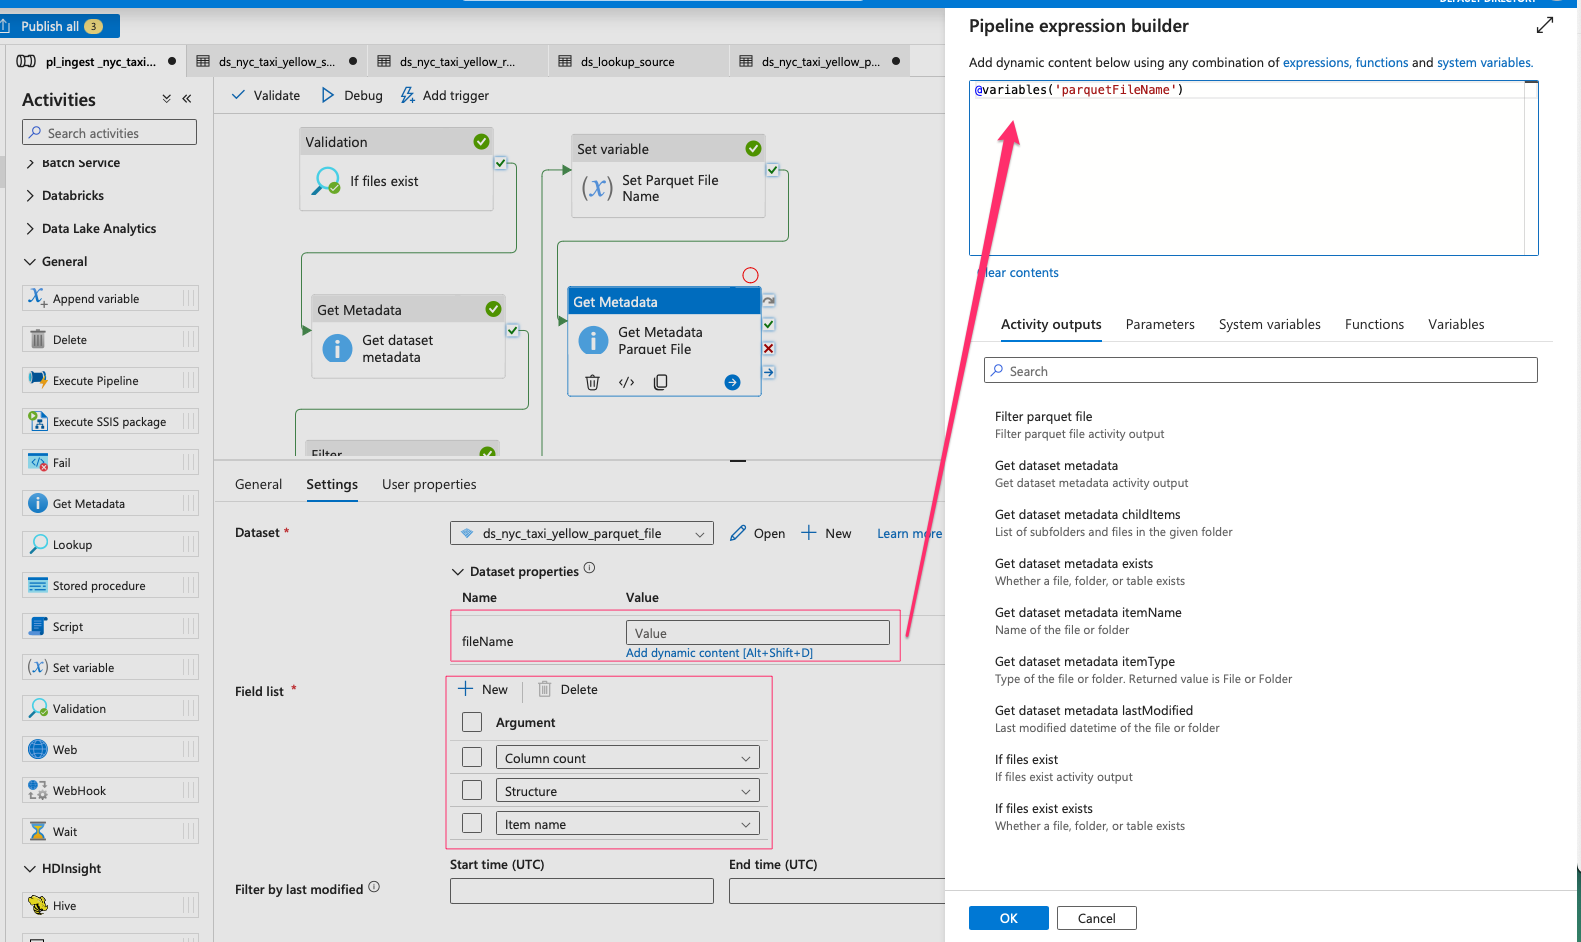 DEFAULT DIRECTORY
Publish all 3
pl_ingest _nyc_taxi...
ds_nyc_taxi_yellow_s...
ds_nyc_taxi_yellow_r...
ds_lookup_source
ds_nyc_taxi_yellow_p...
Activities
Search activities
Batch Service
Databricks
Data Lake Analytics
General
Append variable
Delete
Execute Pipeline
Execute SSIS package
Fail
Get Metadata
Lookup
Stored procedure
Script
Set variable
Validation
Web
WebHook
Wait
HDInsight
Hive
Validate
Debug
Add trigger
Validation
If files exist
Set variable
Set Parquet File
Name
Get Metadata
Get dataset
metadata
Get Metadata
Get Metadata
Parquet File
Filter
General
Settings
User properties
Dataset *
ds_nyc_taxi_yellow_parquet_file
Open
New
Learn more
Dataset properties
Name
Value
fileName
Value
Add dynamic content [Alt+Shift+D]
Field list *
New
Delete
Argument
Column count
Structure
Item name
Start time (UTC)
End time (UTC)
Filter by last modified
Pipeline expression builder
Add dynamic content below using any combination of expressions, functions and system variables.
@variables('parquetFileName')
Clear contents
Activity outputs
Parameters
System variables
Functions
Variables
Search
Filter parquet file
Filter parquet file activity output
Get dataset metadata
Get dataset metadata activity output
Get dataset metadata childItems
List of subfolders and files in the given folder
Get dataset metadata exists
Whether a file, folder, or table exists
Get dataset metadata itemName
Name of the file or folder
Get dataset metadata itemType
Type of the file or folder. Returned value is File or Folder
Get dataset metadata lastModified
Last modified datetime of the file or folder
If files exist
If files exist activity output
If files exist exists
Whether a file, folder, or table exists
OK
Cancel